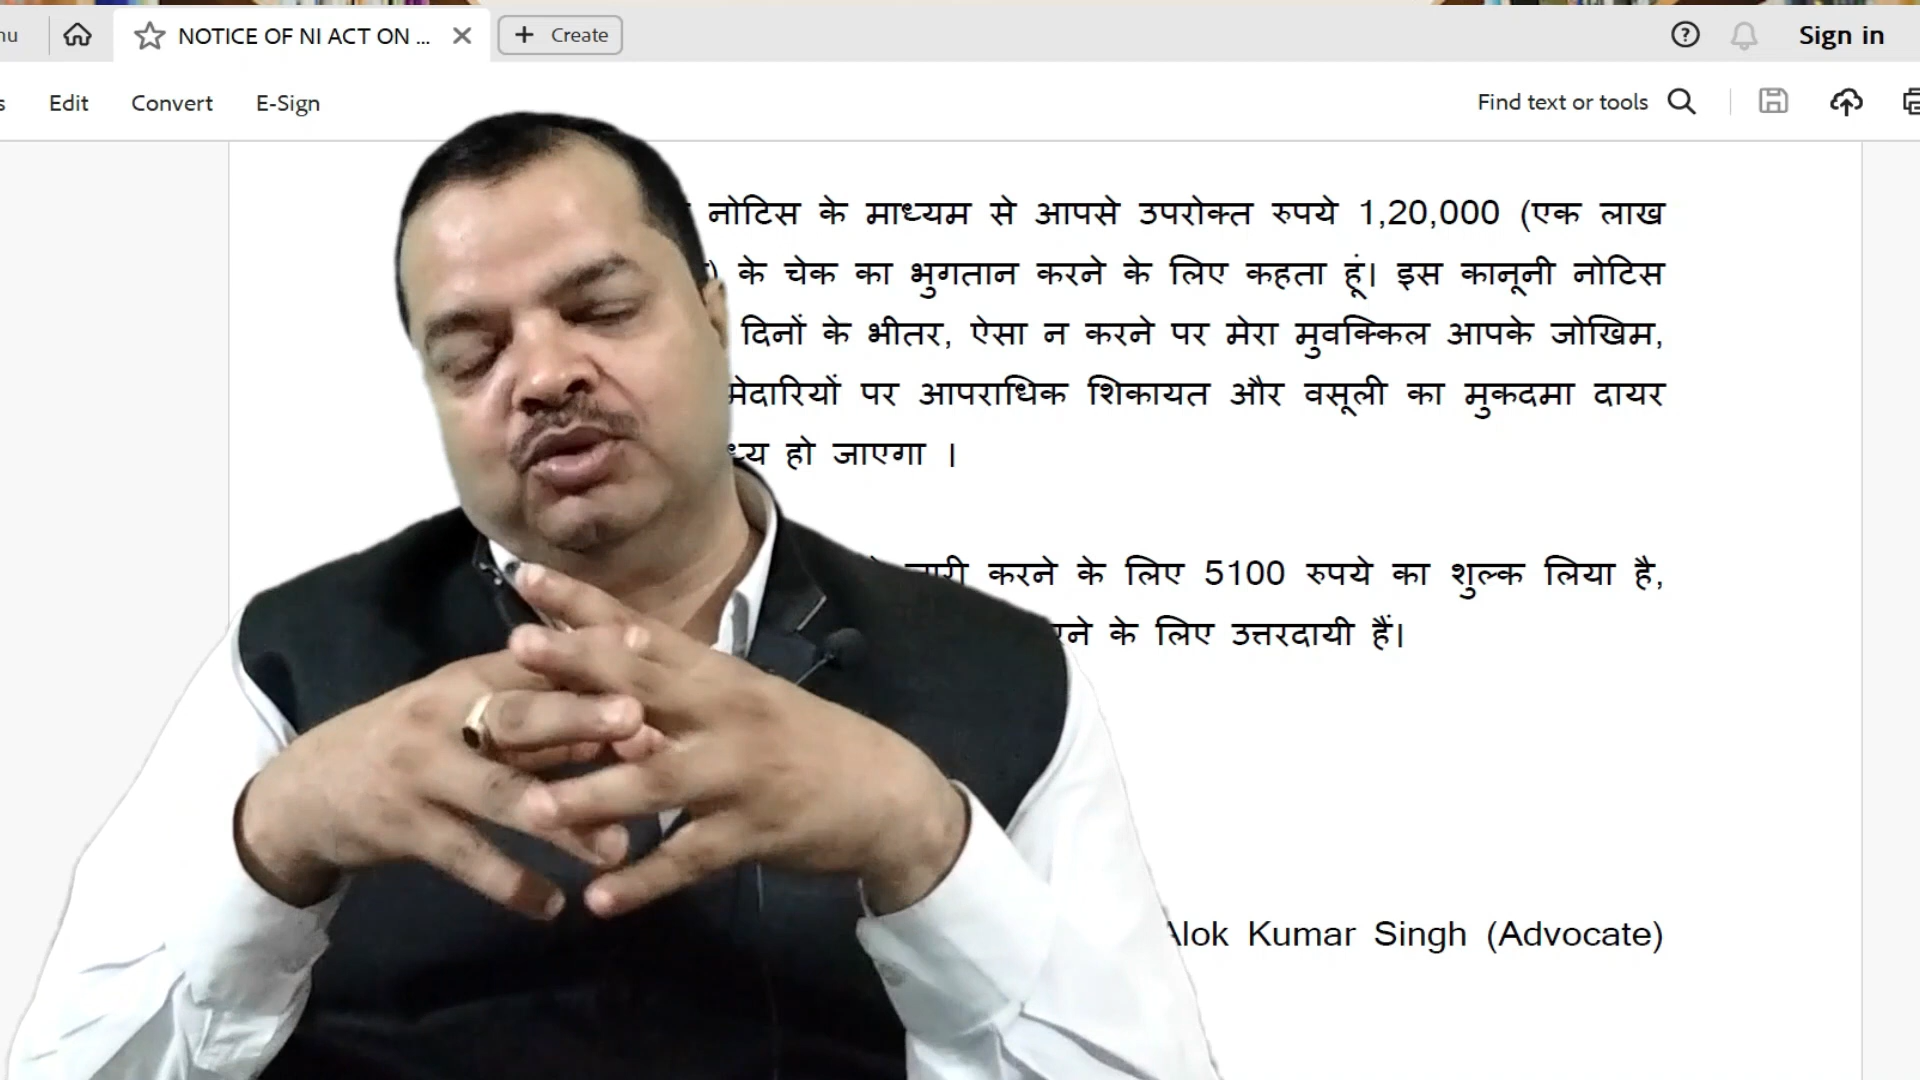 NOTICE OF NI ACT ON ...
Create
Sign in
Edit Convert E-Sign
Find text or tools
नोटिस के माध्यम से आपसे उपरोक्त रुपये 1,20,000 (एक लाख
) के चेक का भुगतान करने के लिए कहता हूं। इस कानूनी नोटिस
दिनों के भीतर, ऐसा न करने पर मेरा मुवक्किल आपके जोखिम,
पर आपराधिक शिकायत और वसूली का मुकदमा दायर
हो जाएगा ।
करने के लिए 5100 रुपये का शुल्क लिया है,
के लिए उत्तरदायी हैं।
Alok Kumar Singh (Advocate)